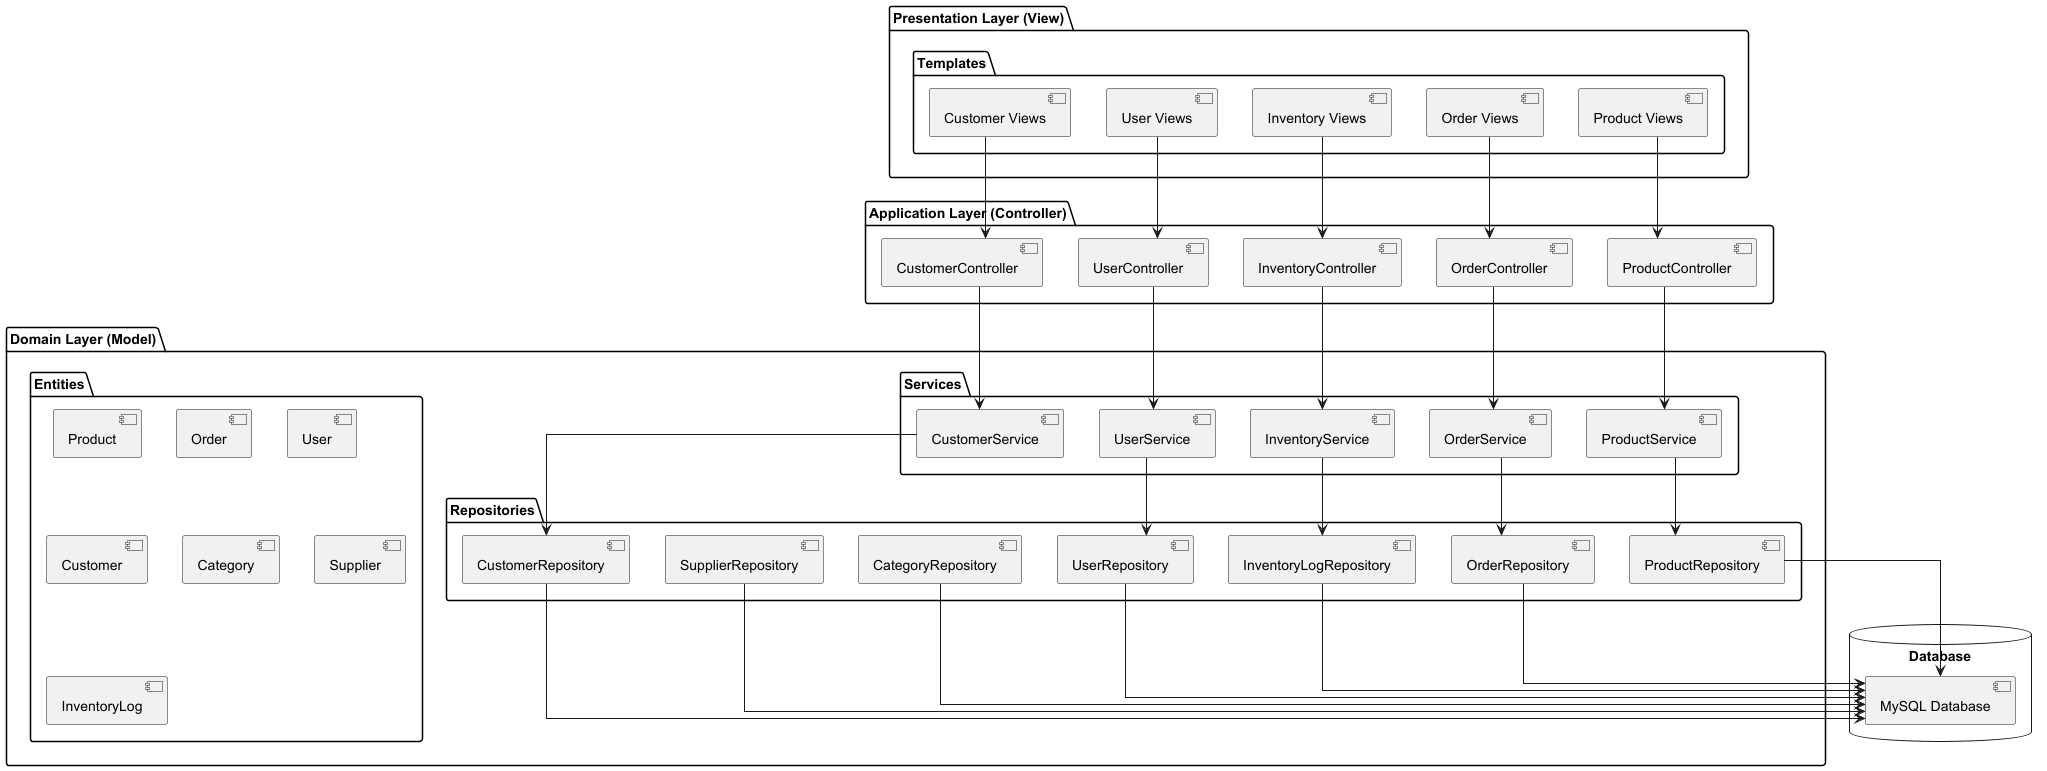 Presentation Layer (View)
Templates
Customer Views
User Views
Inventory Views
Order Views
Product Views
Application Layer (Controller)
CustomerController
UserController
InventoryController
OrderController
ProductController
Domain Layer (Model)
Entities
Product
Order
User
Customer
Category
Supplier
InventoryLog
Services
CustomerService
UserService
InventoryService
OrderService
ProductService
Repositories
CustomerRepository
SupplierRepository
CategoryRepository
UserRepository
InventoryLogRepository
OrderRepository
ProductRepository
Database
MySQL Database